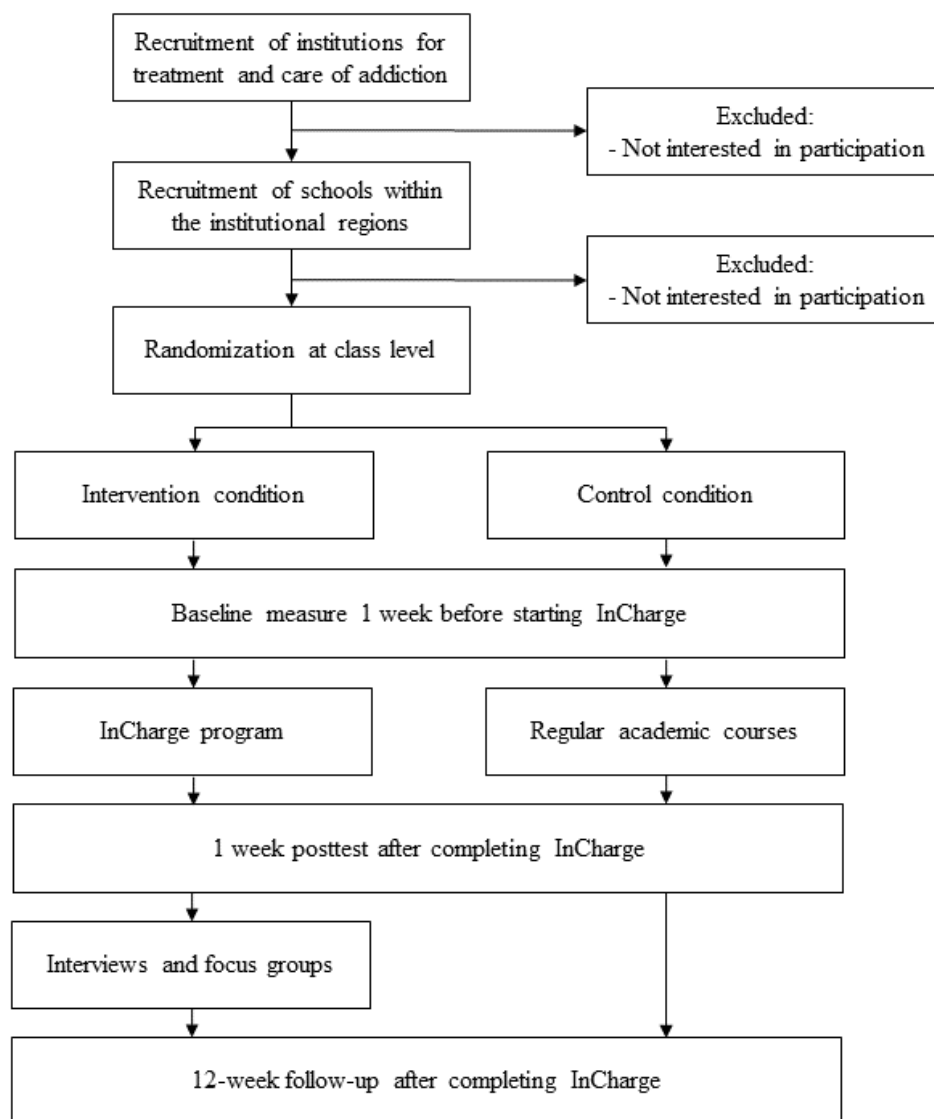 Recruitment of institutions for
treatment and care of addiction
Excluded:
- Not interested in participation
Recruitment of schools within
the institutional regions
Excluded:
- Not interested in participation
Randomization at class level
Intervention condition
Control condition
Baseline measure 1 week before starting InCharge
InCharge program
Regular academic courses
1 week posttest after completing InCharge
Interviews and focus groups
12-week follow-up after completing InCharge